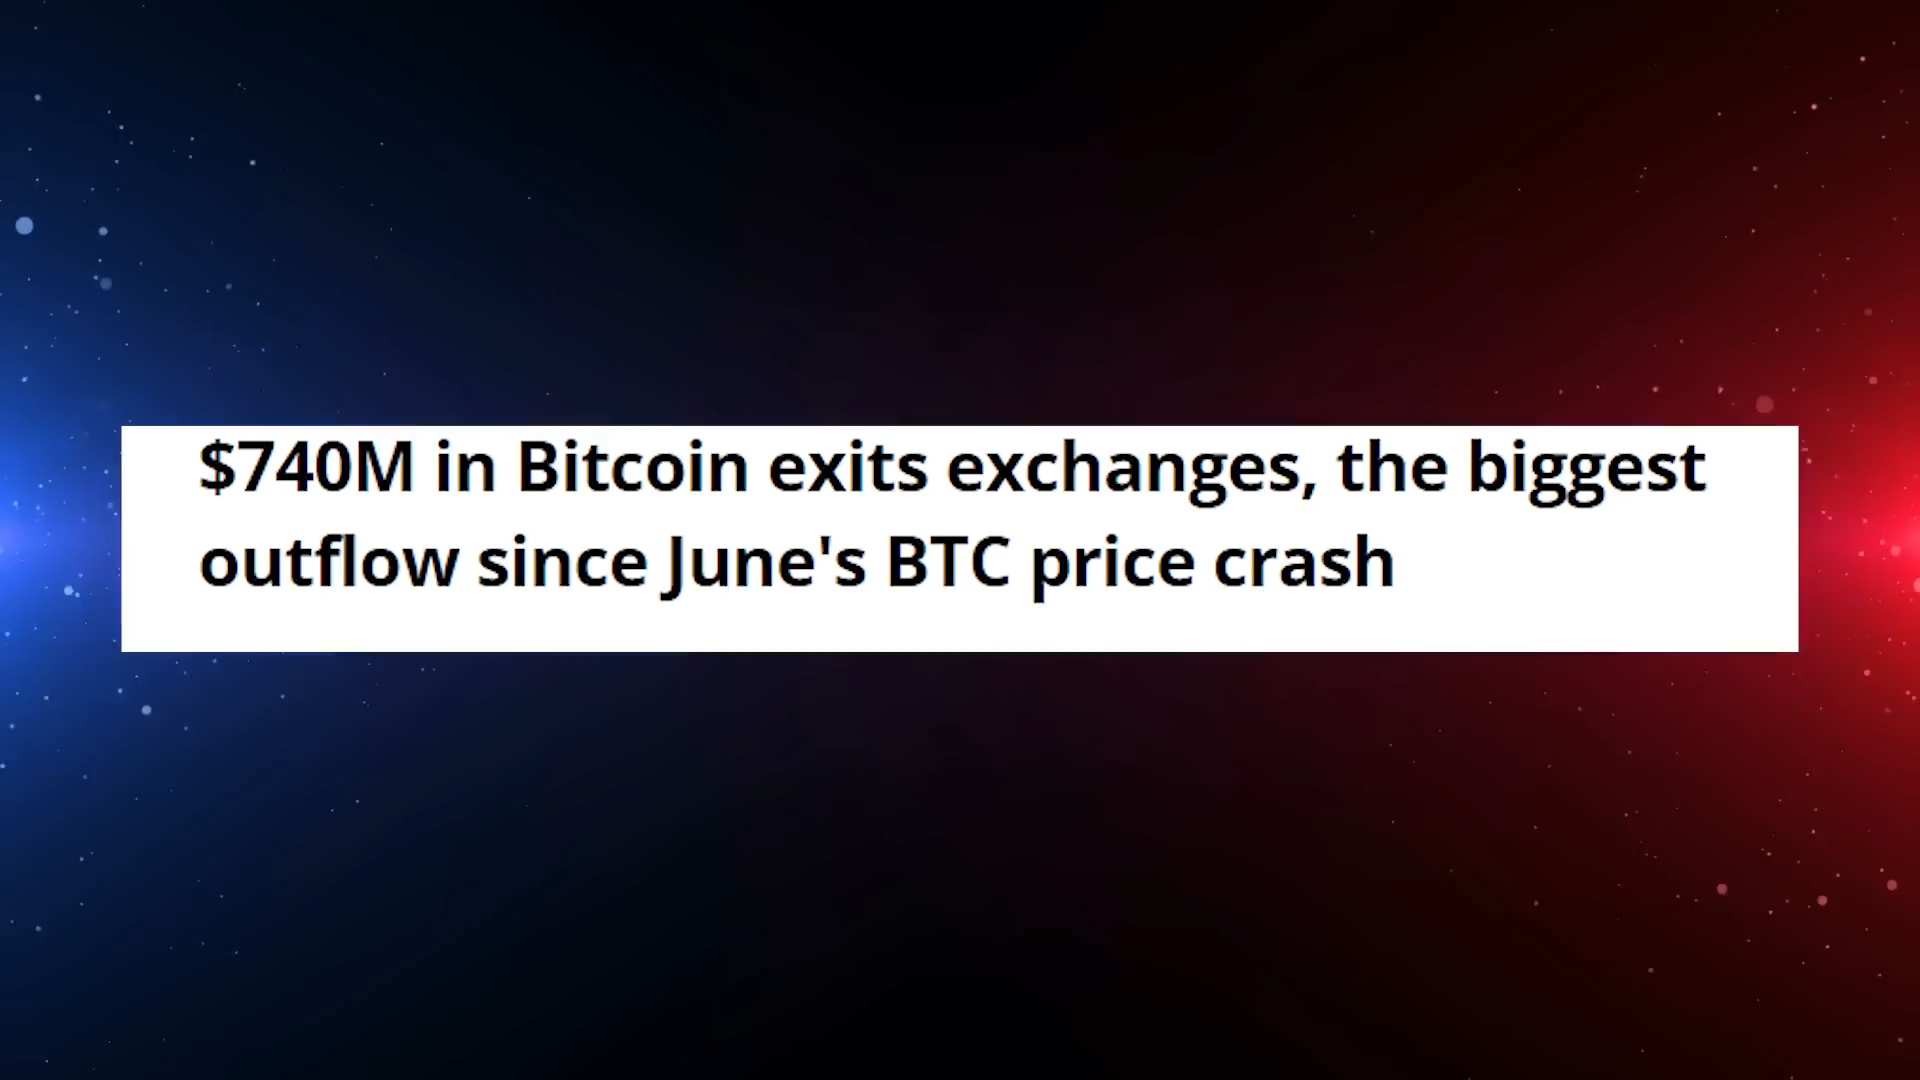 $740M in Bitcoin exits exchanges, the biggest
outflow since June's BTC price crash